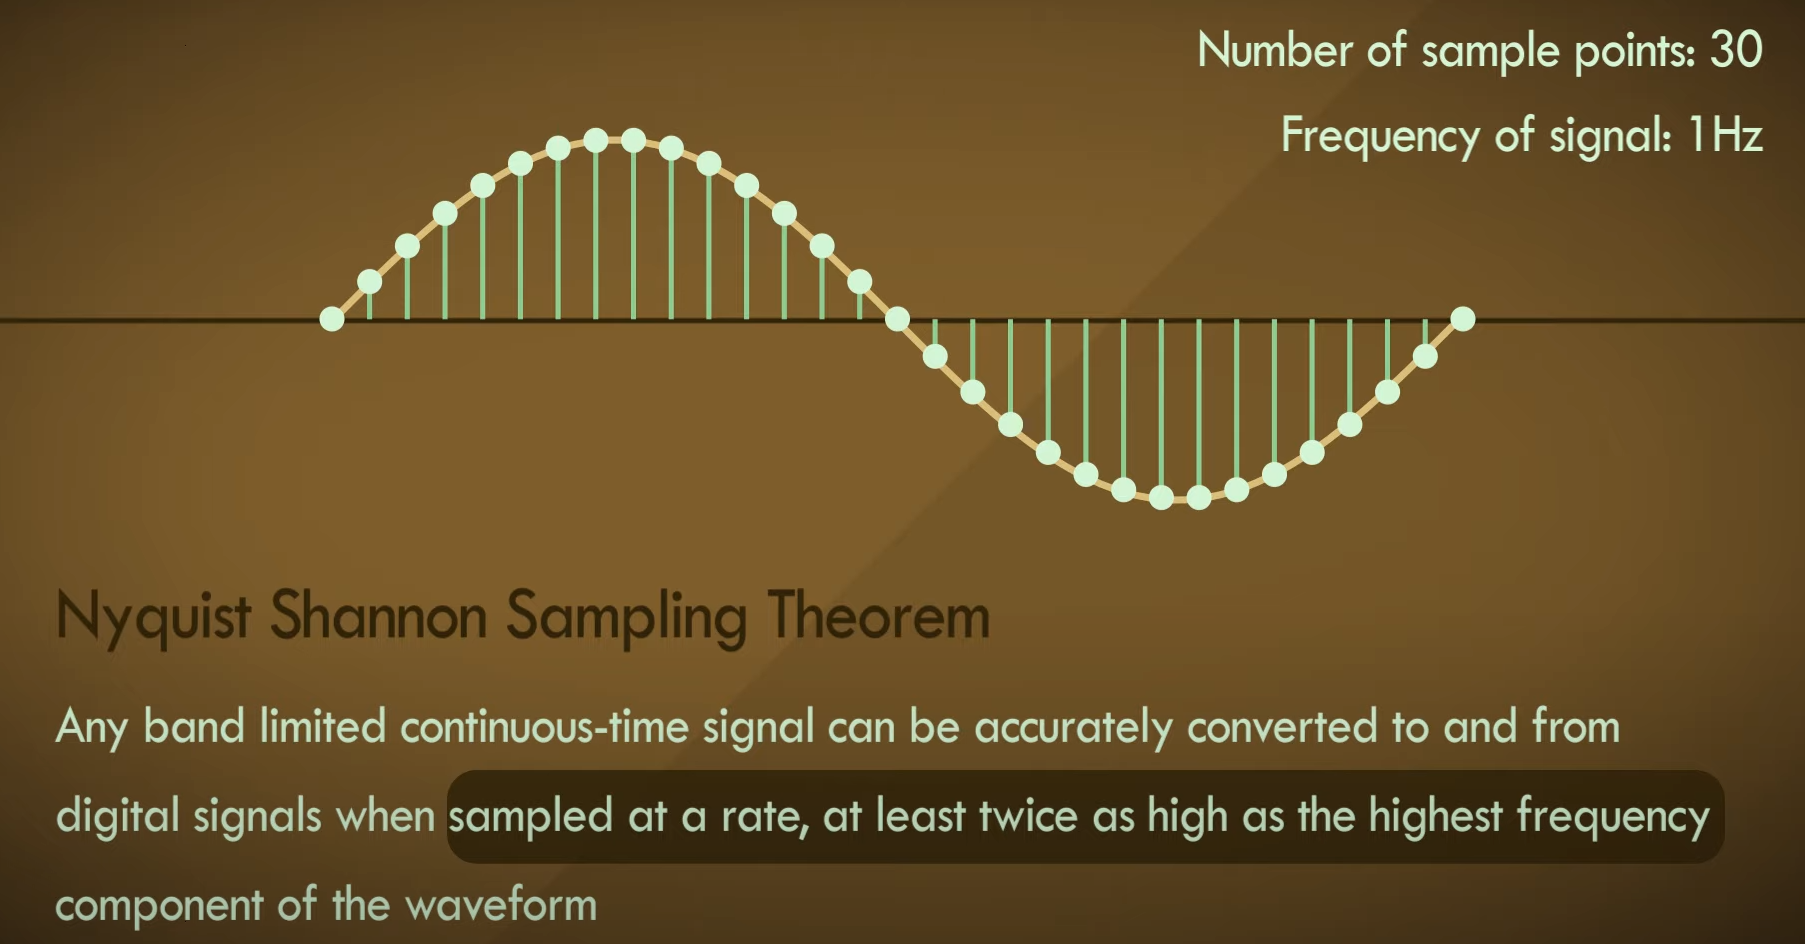 Number of sample points: 30
Frequency of signal: 1Hz
Nyquist Shannon Sampling Theorem
Any band limited continuous-time signal can be accurately converted to and from
digital signals when sampled at a rate, at least twice as high as the highest frequency
component of the waveform